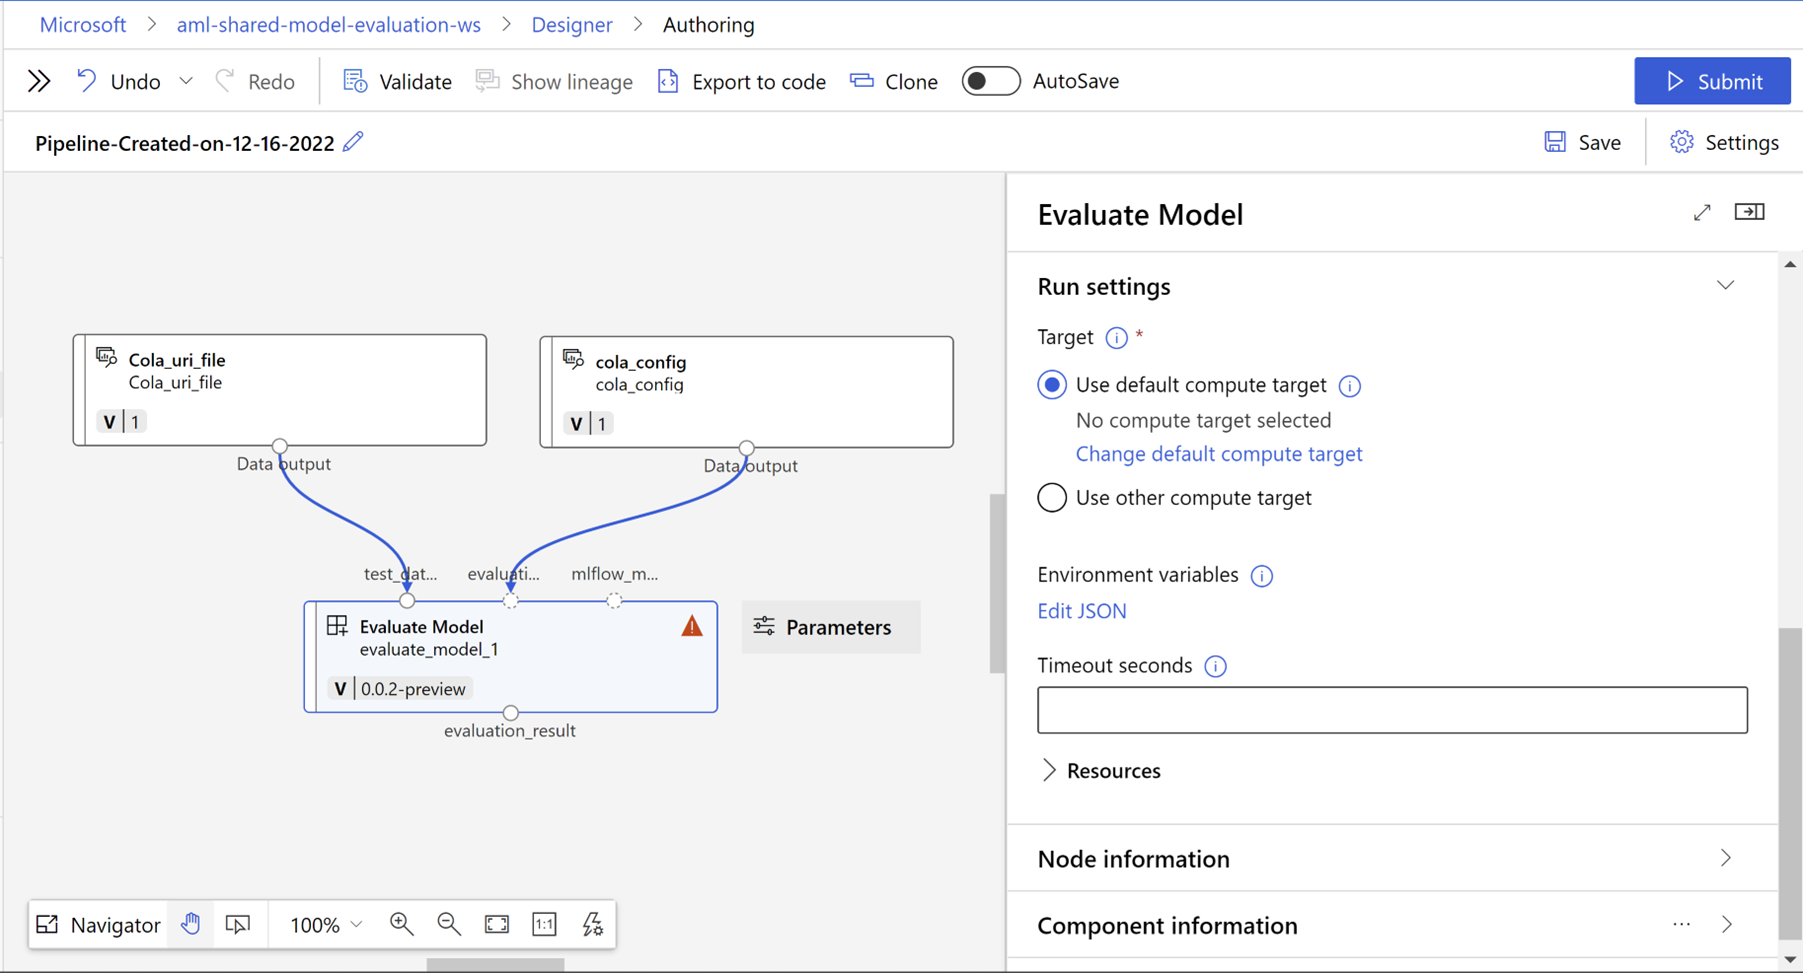 Microsoft > aml-shared-model-evaluation-ws > Designer > Authoring
Undo Redo Validate Show lineage Export to code Clone AutoSave Submit
Pipeline-Created-on-12-16-2022 Save Settings
Cola_uri_file
Cola_uri_file
V 1
Data output
cola_config
cola_config
V 1
Data output
test_dat... evaluati... mlflow_m...
Evaluate Model
evaluate_model_1
V 0.0.2-preview
evaluation_result
Parameters
Navigator 100% 1:1
Evaluate Model
Run settings
Target *
Use default compute target
No compute target selected
Change default compute target
Use other compute target
Environment variables
Edit JSON
Timeout seconds
Resources
Node information
Component information ...